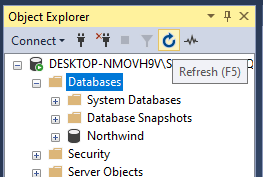 Object Explorer
Connect
DESKTOP-NMOVH9V\S
Refresh (F5)
Databases
System Databases
Database Snapshots
Northwind
Security
Server Objects